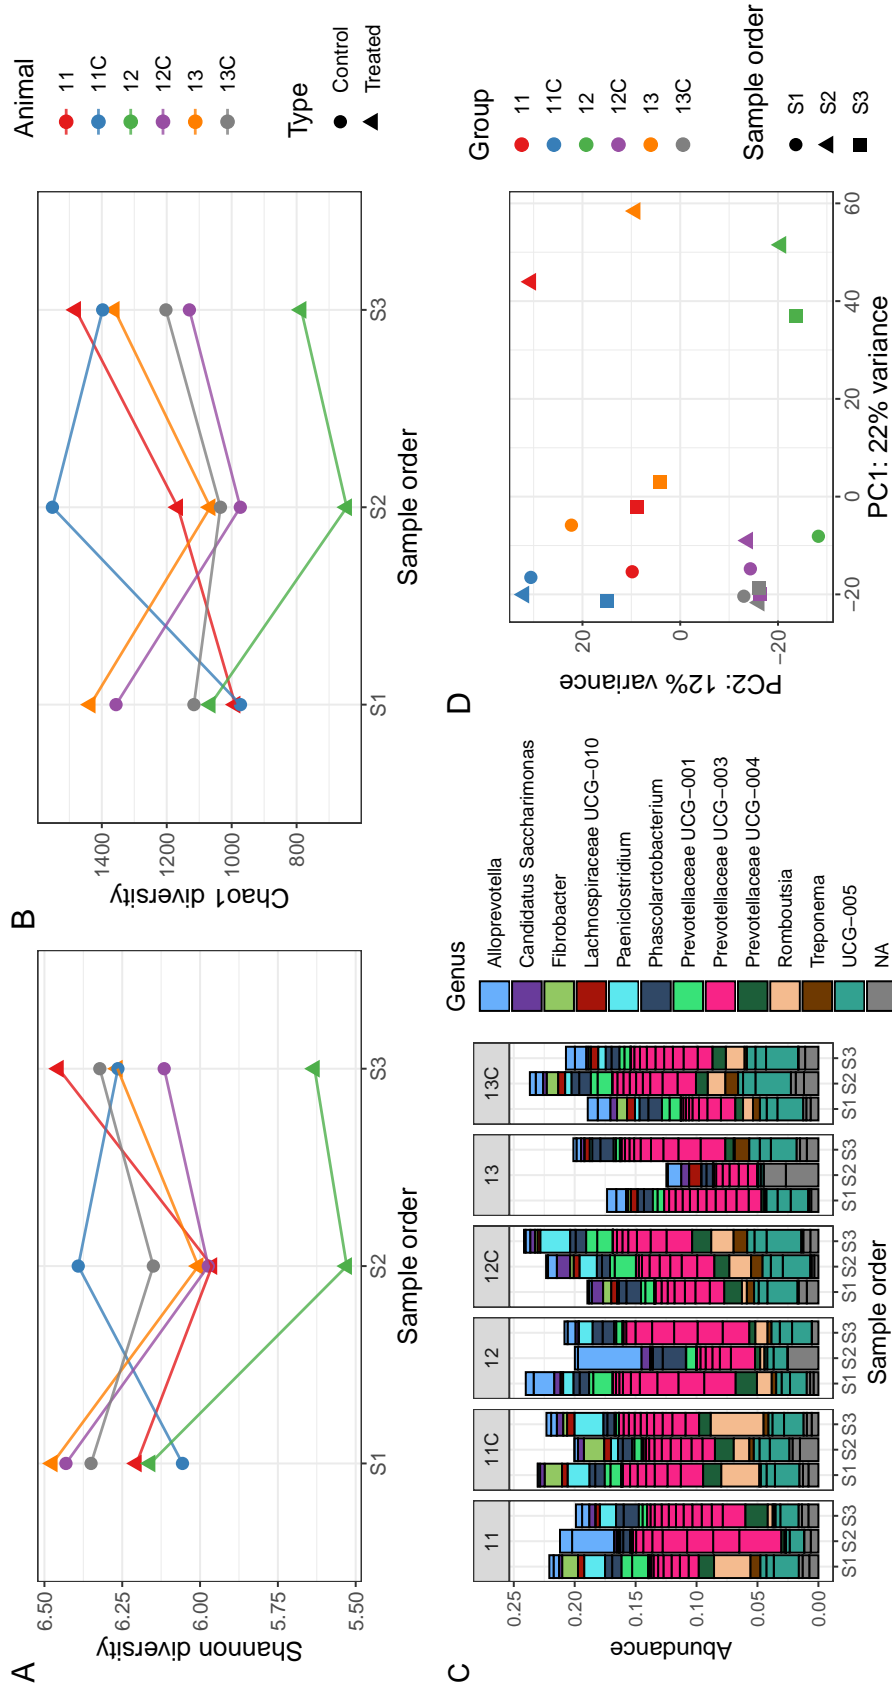 A
Shannon diversity
6.50
6.25
6.00
5.75
5.50
S1
S2
S3
Sample order
B
Chao1 diversity
1400
1200
1000
800
S1
S2
S3
Sample order
Animal
11
11C
12
12C
13
13C
Type
Control
Treated
C
Abundance
0.25
0.20
0.15
0.10
0.05
0.00
11
11C
12
12C
13
13C
S1 S2 S3
S1 S2 S3
S1 S2 S3
S1 S2 S3
S1 S2 S3
S1 S2 S3
Sample order
Genus
Alloprevotella
Candidatus Saccharimonas
Fibrobacter
Lachnospiraceae UCG−010
Paeniclostridium
Phascolarctobacterium
Prevotellaceae UCG−001
Prevotellaceae UCG−003
Prevotellaceae UCG−004
Romboutsia
Treponema
UCG−005
NA
D
PC2: 12% variance
20
0
−20
−20
0
20
40
60
PC1: 22% variance
Group
11
11C
12
12C
13
13C
Sample order
S1
S2
S3